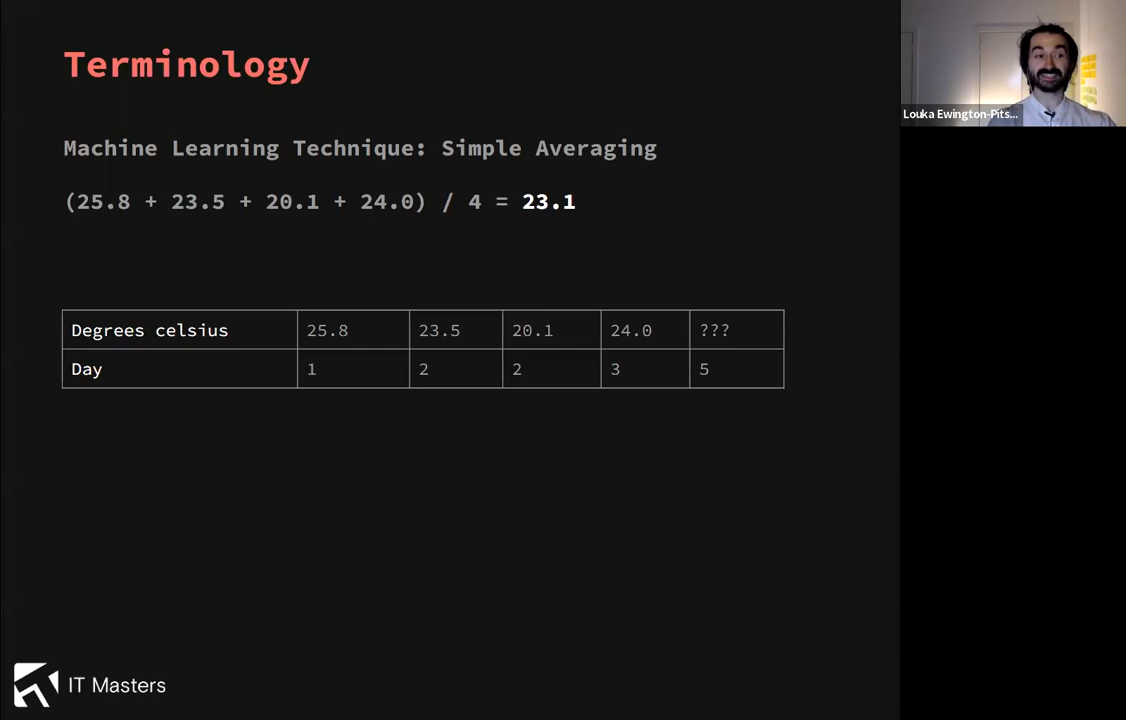 Terminology
Machine Learning Technique: Simple Averaging
(25.8 + 23.5 + 20.1 + 24.0) / 4 = 23.1
Degrees celsius 25.8 23.5 20.1 24.0 ???
Day 1 2 2 3 5
IT Masters
Louka Ewington-Pits...